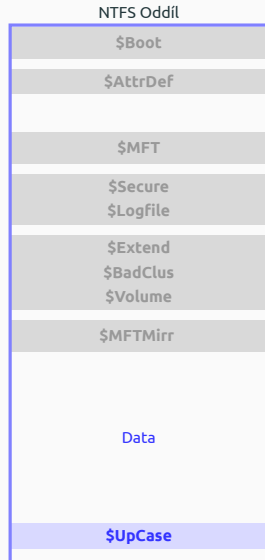 NTFS Oddíl
$Boot
$AttrDef
$MFT
$Secure
$Logfile
$Extend
$BadClus
$Volume
$MFTMirr
Data
$UpCase